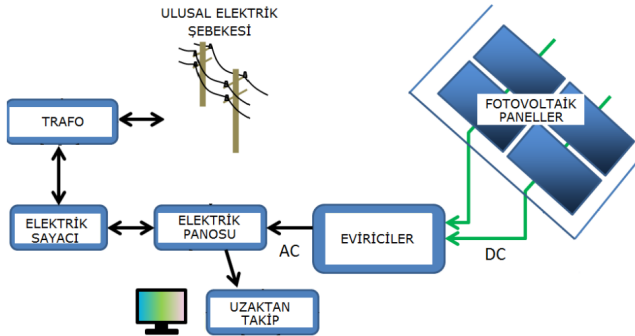 ULUSAL ELEKTRİK
ŞEBEKESİ
FOTOVOLTAİK
PANELLER
TRAFO
ELEKTRİK
SAYACI
ELEKTRİK
PANOSU
AC
EVİRİCİLER
DC
UZAKTAN
TAKİP